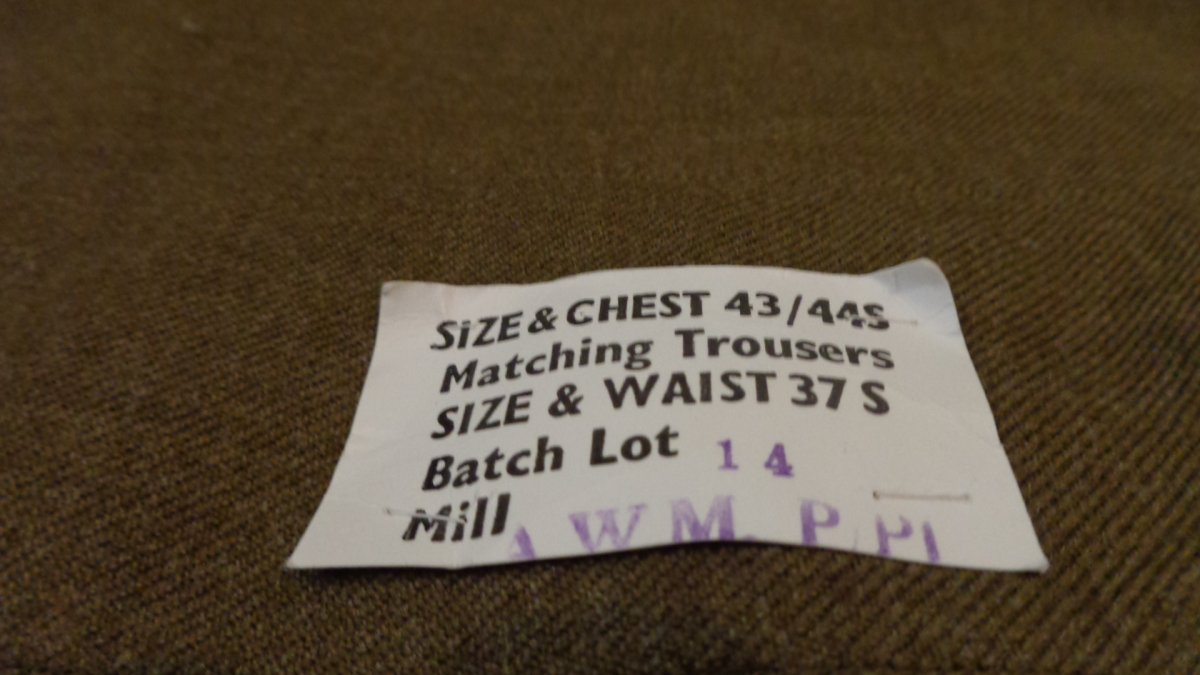 SiZE & CHEST 43/44S
Matching Trousers
SIZE & WAIST 37 S
Batch Lot 14
Mill A W M. P